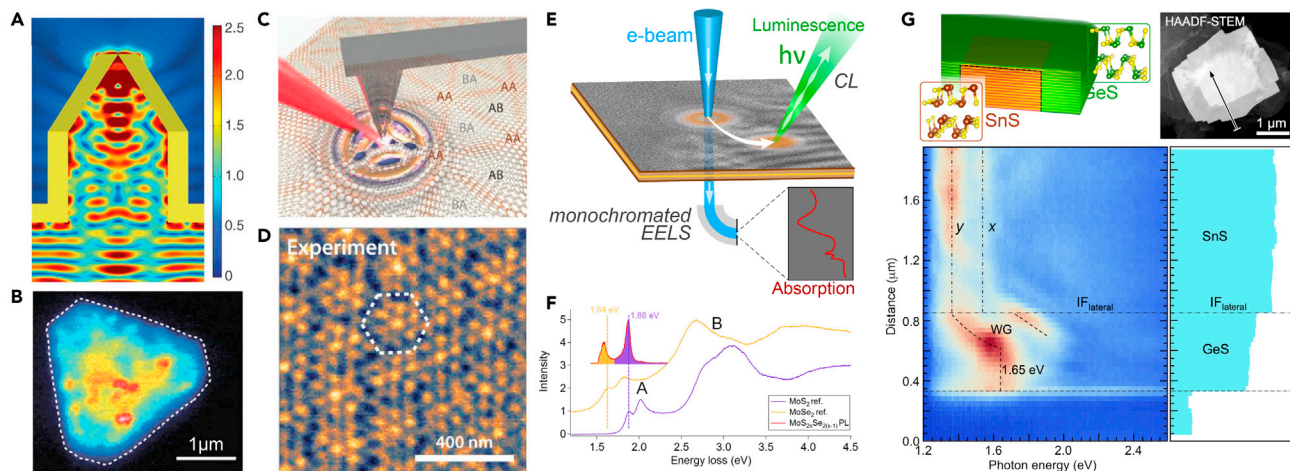 A
2.5
2.0
1.5
1.0
0.5
0
B
1μm
C
BA
AA
AB
BA
AA
AB
BA
AA
AA
AB
BA
D
Experiment
400 nm
E
e-beam
Luminescence
hν
CL
monochromated
EELS
Absorption
F
1.64 eV
1.88 eV
B
A
Intensity
5
4
3
2
1
0
MoS2 ref.
MoSe2 ref.
MoS2xSe2(x-1) PL
1.5
2.0
2.5
3.0
3.5
4.0
4.5
Energy loss (eV)
G
GeS
SnS
HAADF-STEM
1 μm
Distance (μm)
1.6
1.2
0.8
0.4
0.0
y
x
IFlateral
WG
1.65 eV
1.2
1.6
2.0
2.4
Photon energy (eV)
SnS
IFlateral
GeS